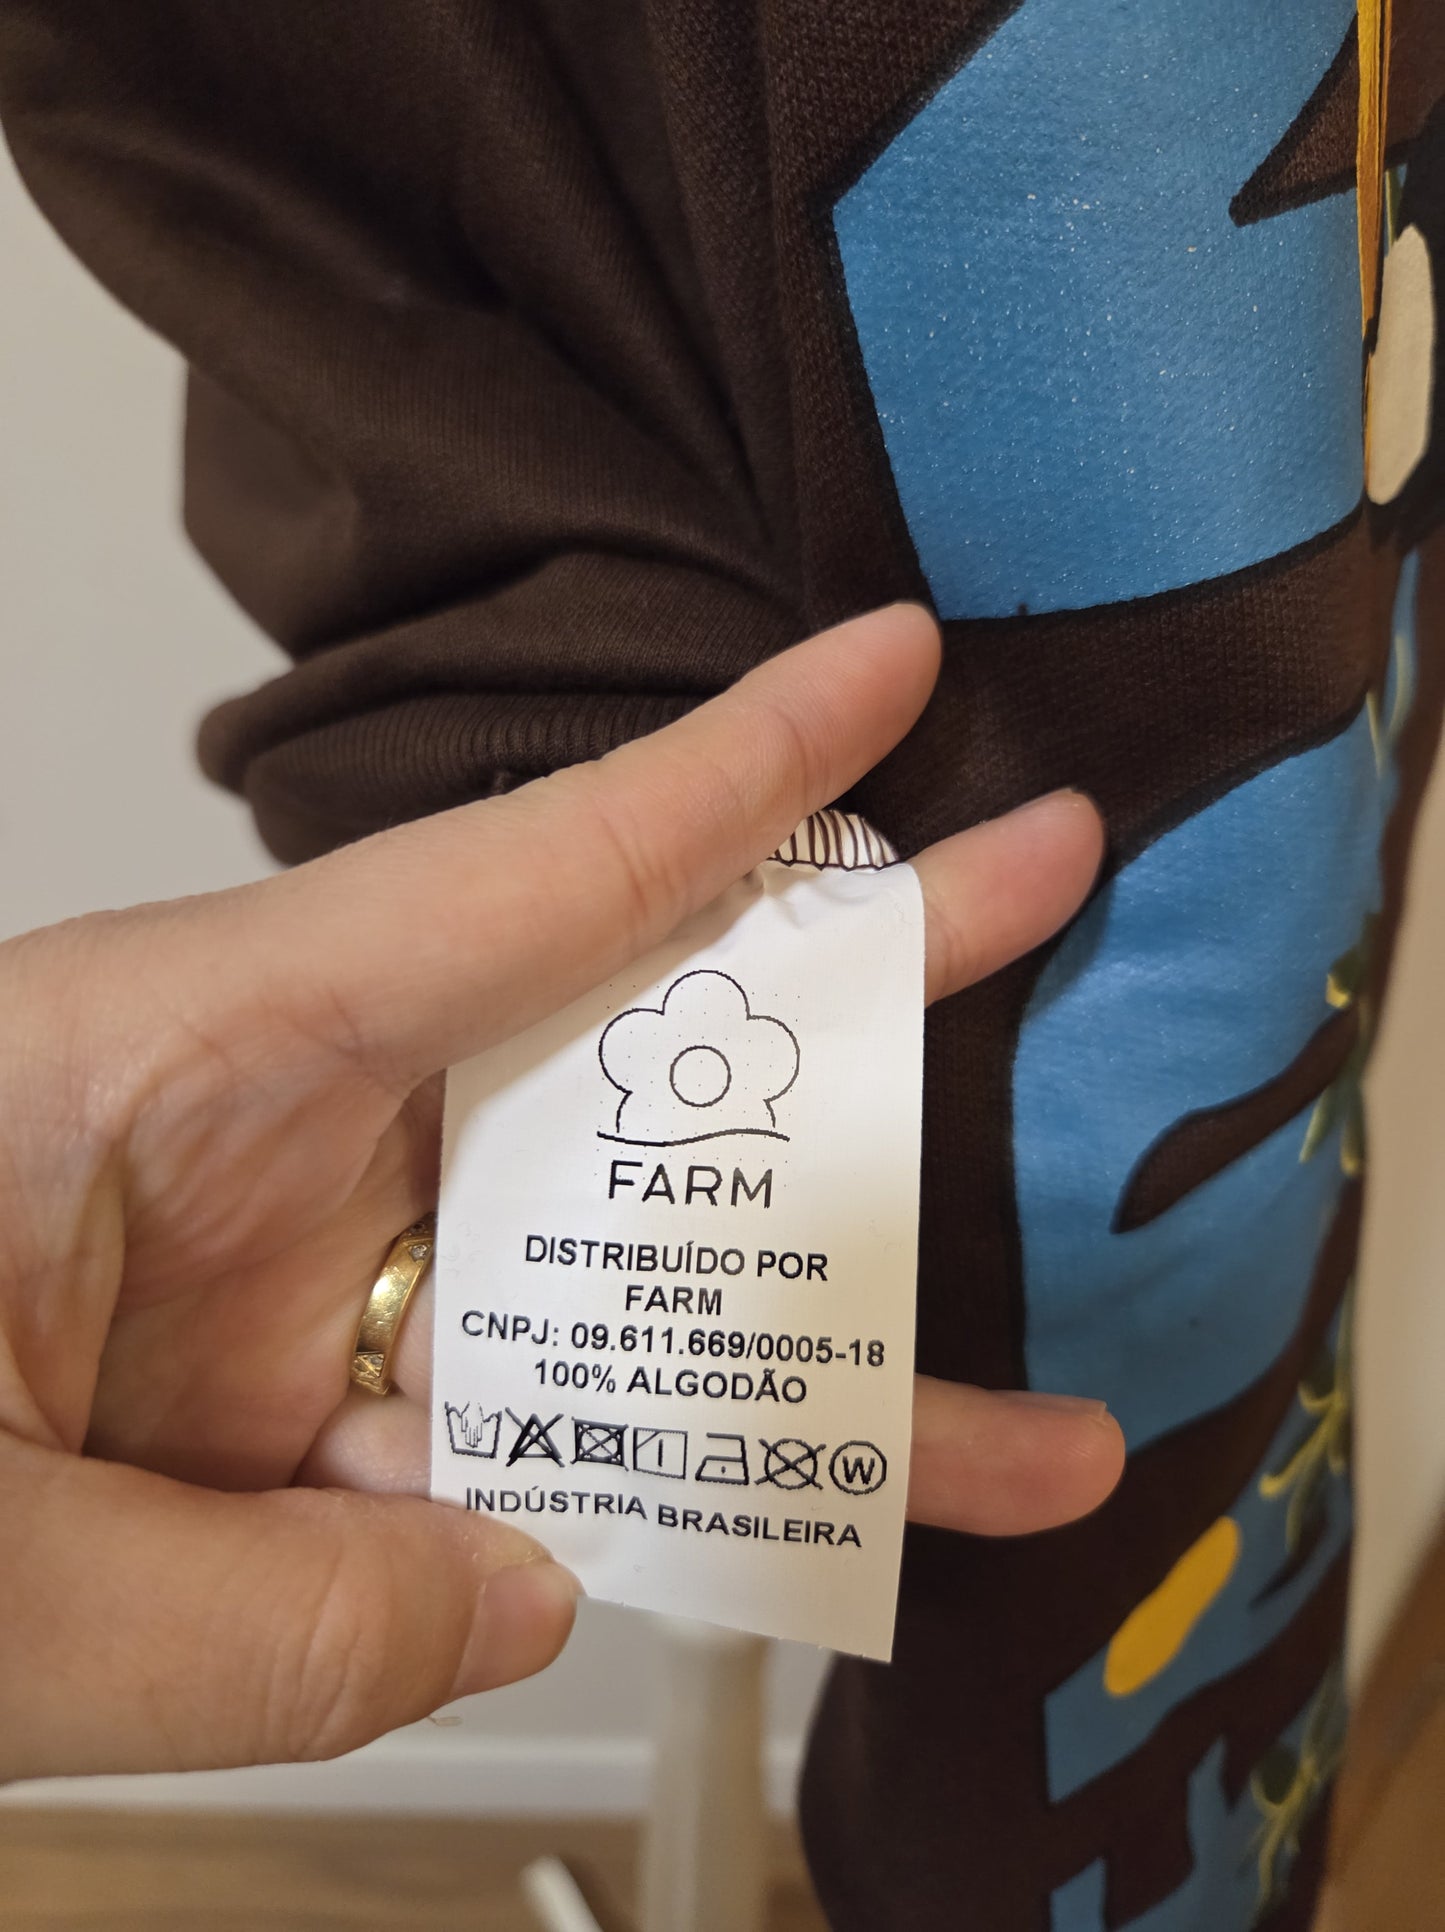 FARM
DISTRIBUÍDO POR
FARM
CNPJ: 09.611.669/0005-18
100% ALGODÃO
W
INDÚSTRIA BRASILEIRA